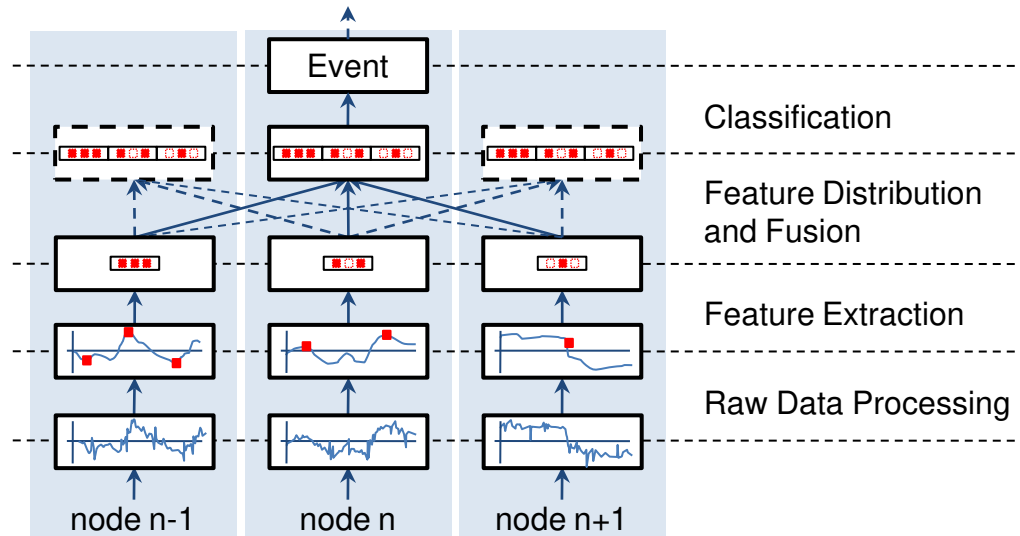 Event
Classification
Feature Distribution
and Fusion
Feature Extraction
Raw Data Processing
node n-1
node n
node n+1